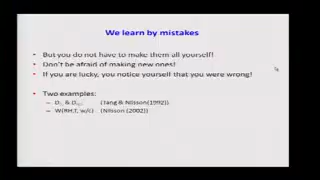 We learn by mistakes
• But you do not have to make them all yourself!
• Don't be afraid of making new ones!
• If you are lucky, you notice yourself that you were wrong!
• Two examples:
– (Tang & Nilsson(1992))
– W(RH,T, w/c) (Nilsson (2002))